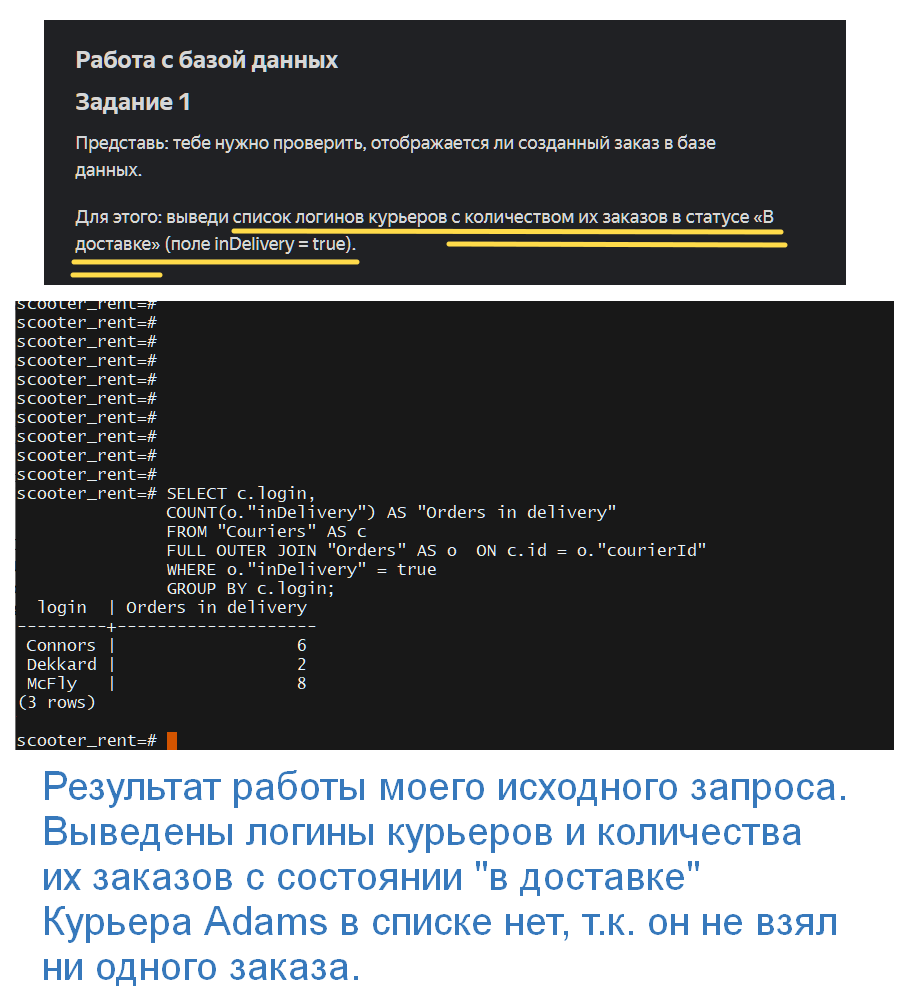 Работа с базой данных
Задание 1
Представь: тебе нужно проверить, отображается ли созданный заказ в базе
данных.
Для этого: выведи список логинов курьеров с количеством их заказов в статусе «В
доставке» (поле inDelivery = true).
scooter_rent=#
scooter_rent=#
scooter_rent=#
scooter_rent=#
scooter_rent=#
scooter_rent=#
scooter_rent=#
scooter_rent=#
scooter_rent=#
scooter_rent=#
scooter_rent=# SELECT c.login,
COUNT(o."inDelivery") AS "Orders in delivery"
FROM "Couriers" AS c
FULL OUTER JOIN "Orders" AS o  ON c.id = o."courierId"
WHERE o."inDelivery" = true
GROUP BY c.login;
login | Orders in delivery
---------+--------------------
Connors | 6
Dekkard | 2
McFly | 8
(3 rows)
scooter_rent=#
Результат работы моего исходного запроса.
Выведены логины курьеров и количества
их заказов с состоянии "в доставке"
Курьера Adams в списке нет, т.к. он не взял
ни одного заказа.